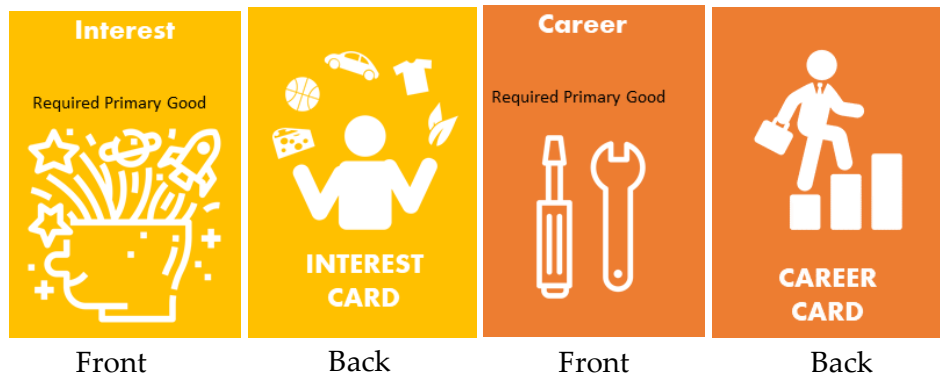 Interest
Required Primary Good
INTEREST
CARD
Career
Required Primary Good
CAREER
CARD
Front
Back
Front
Back